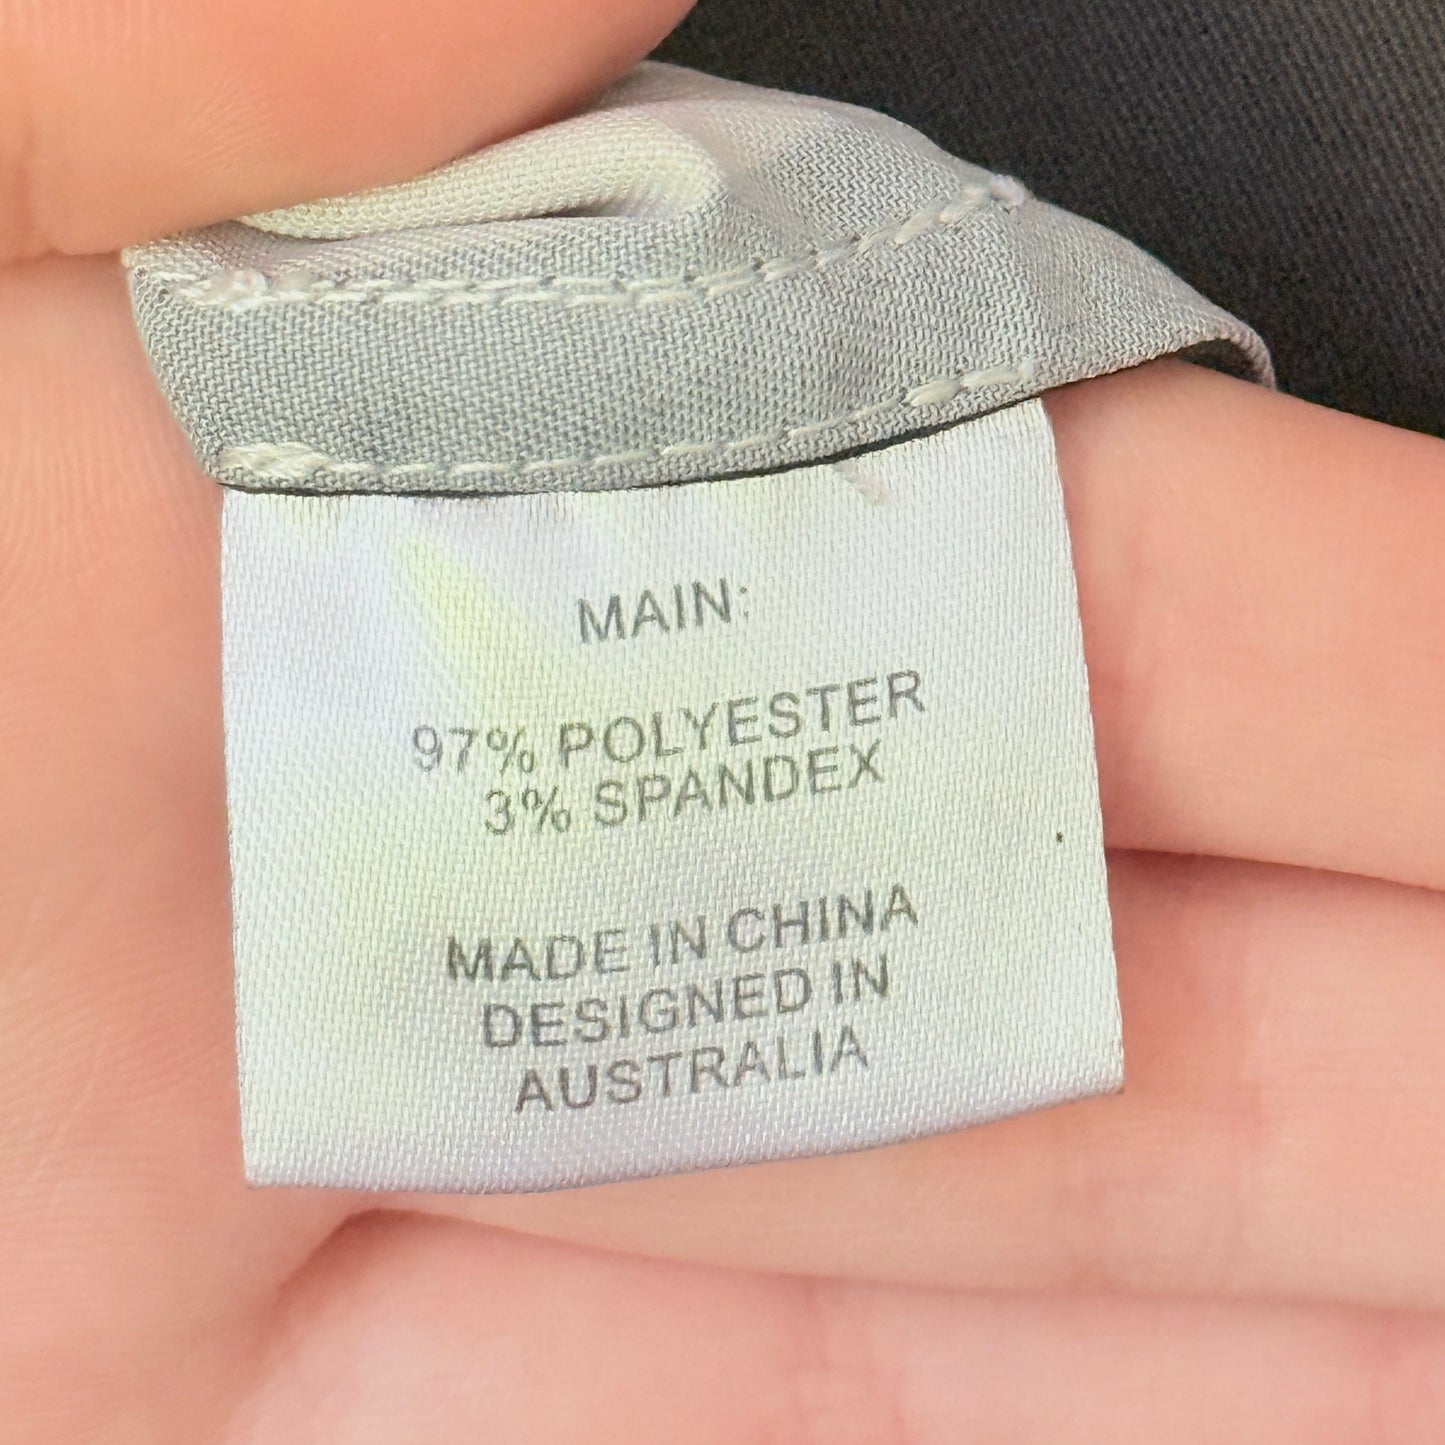 MAIN:
97% POLYESTER
3% SPANDEX
MADE IN CHINA
DESIGNED IN
AUSTRALIA